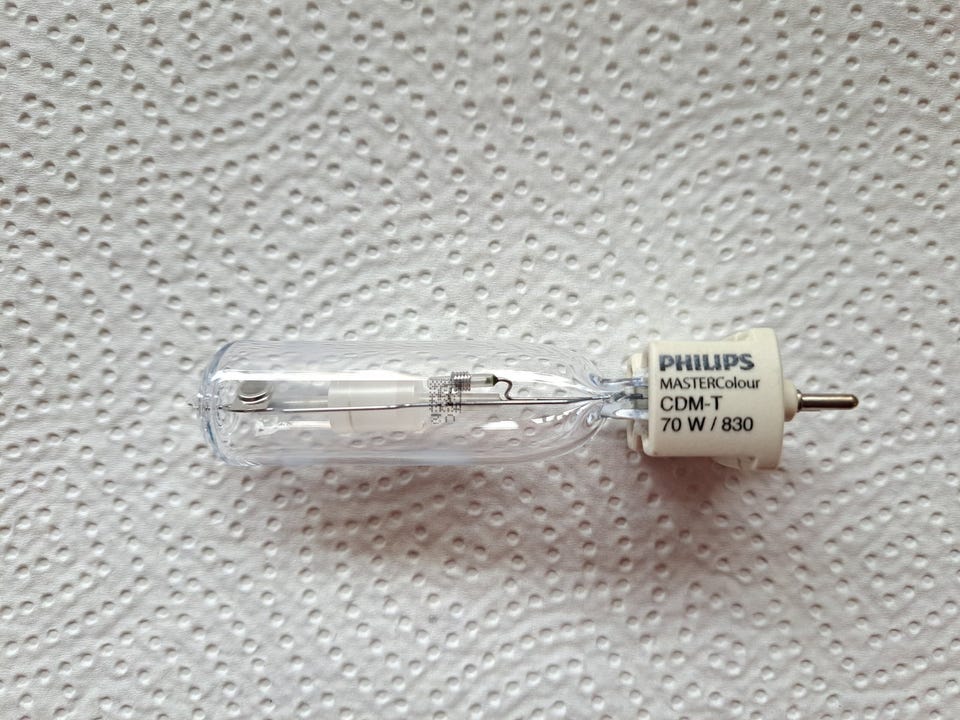 PHILIPS
MASTERColour
CDM-T
70 W / 830